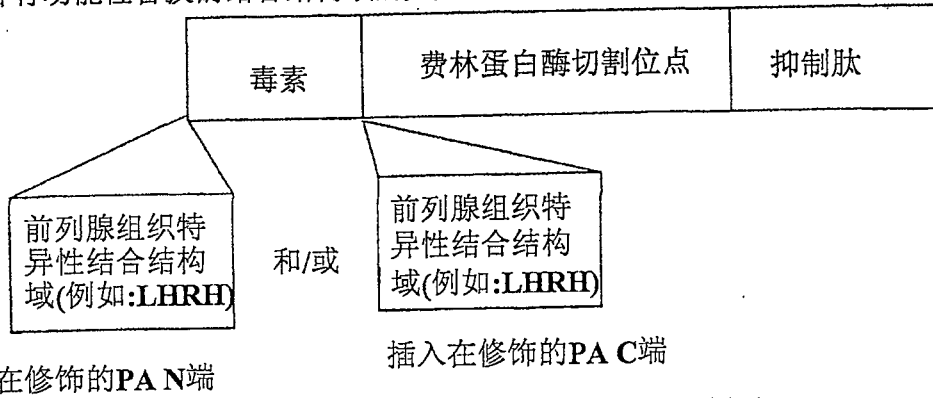 毒素
费林蛋白酶切割位点
抑制肽
前列腺组织特
异性结合结构
域(例如:LHRH)
和/或
前列腺组织特
异性结合结构
域(例如:LHRH)
在修饰的PA N端
插入在修饰的PA C端